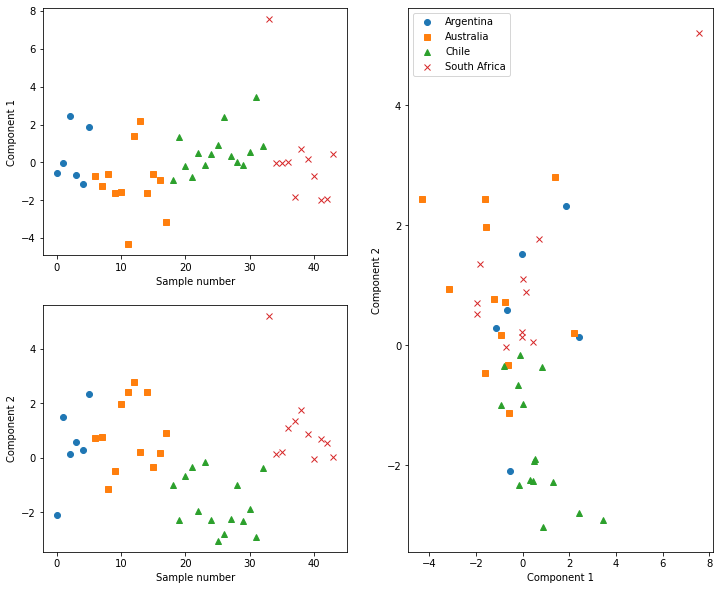 8
6
4
2
0
−2
−4
Component 1
0 10 20 30 40
Sample number
4
2
0
−2
Component 2
0 10 20 30 40
Sample number
Argentina
Australia
Chile
South Africa
4
2
0
−2
Component 2
−4 −2 0 2 4 6 8
Component 1